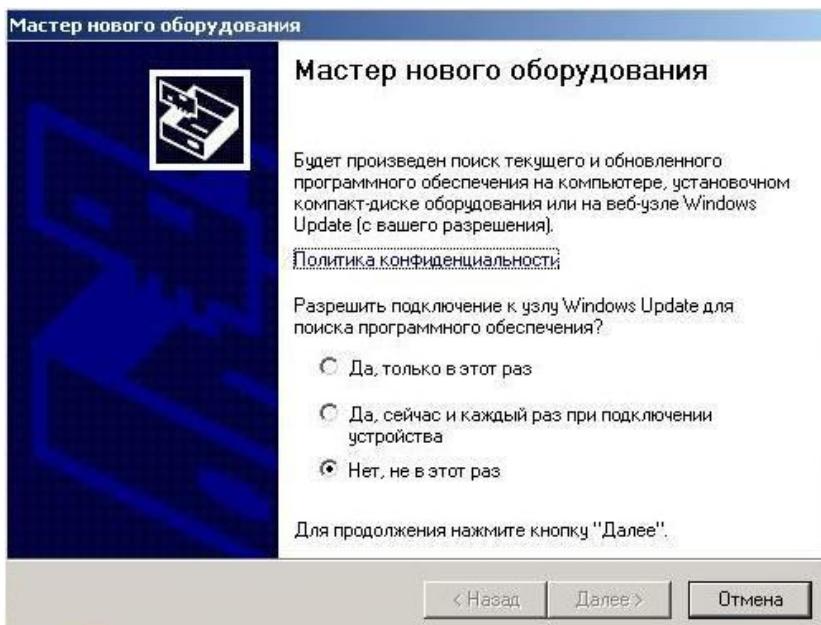 Мастер нового оборудования
Мастер нового оборудования
Будет произведен поиск текущего и обновленного
программного обеспечения на компьютере, установочном
компакт-диске оборудования или на веб-узле Windows
Update (с вашего разрешения).
Политика конфиденциальности
Разрешить подключение к узлу Windows Update для
поиска программного обеспечения?
Да, только в этот раз
Да, сейчас и каждый раз при подключении
устройства
Нет, не в этот раз
Для продолжения нажмите кнопку "Далее".
< Назад Далее > Отмена